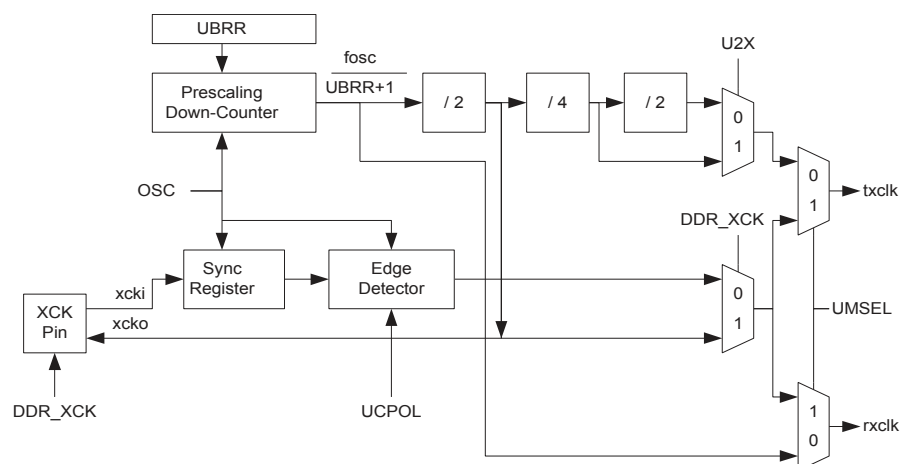 UBRR
fosc
U2X
Prescaling
Down-Counter
UBRR+1
/ 2
/ 4
/ 2
0
1
OSC
0
1
txclk
DDR_XCK
Sync
Register
Edge
Detector
xcki
0
1
UMSEL
XCK
Pin
xcko
DDR_XCK
UCPOL
1
0
rxclk